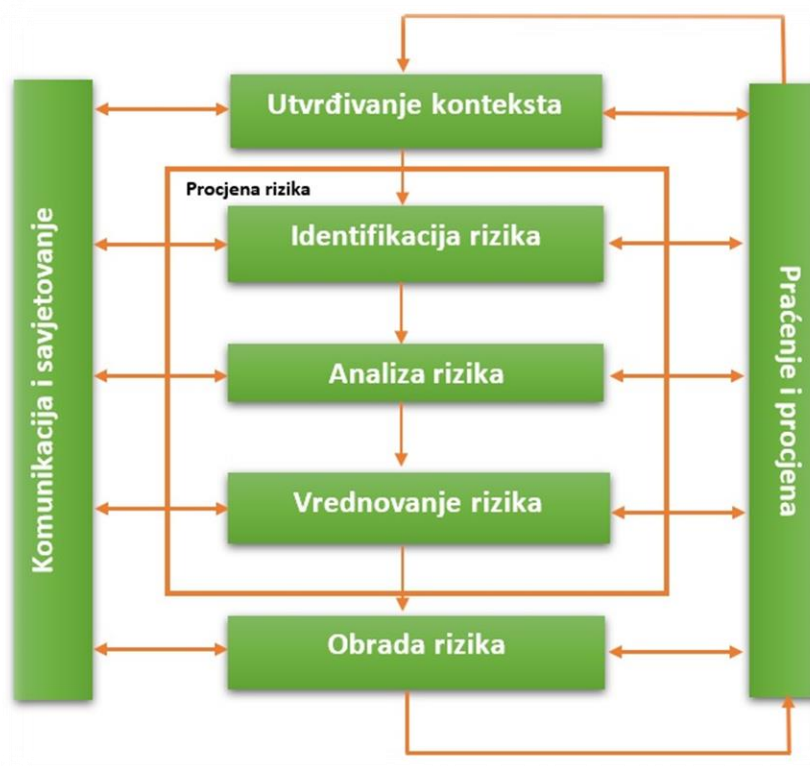 Utvrđivanje konteksta
Procjena rizika
Identifikacija rizika
Analiza rizika
Vrednovanje rizika
Obrada rizika
Komunikacija i savjetovanje
Praćenje i procjena